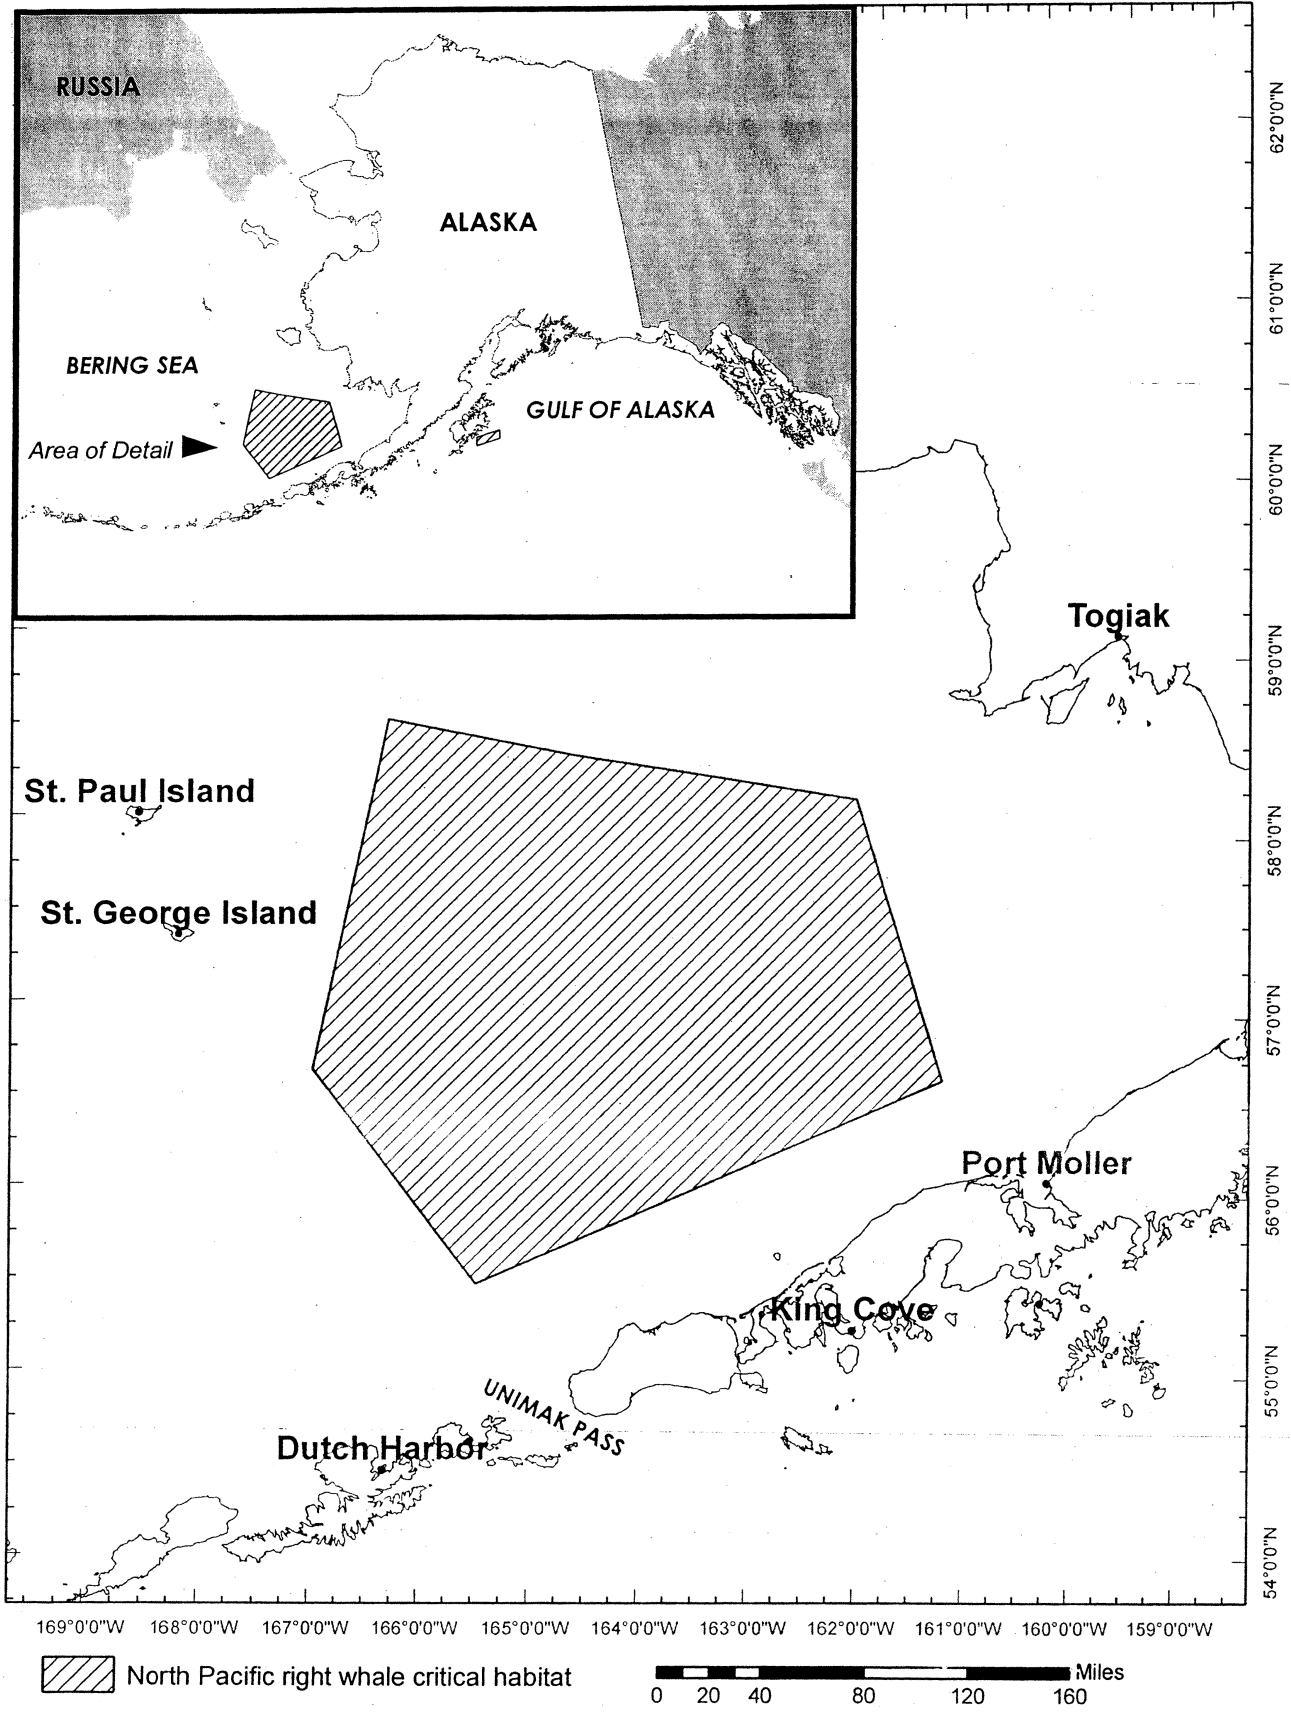 RUSSIA
ALASKA
BERING SEA
GULF OF ALASKA
Area of Detail
62°0'0"N
61°0'0"N
60°0'0"N
59°0'0"N
58°0'0"N
57°0'0"N
56°0'0"N
55°0'0"N
54°0'0"N
Togiak
St. Paul Island
St. George Island
Port Moller
King Cove
UNIMAK PASS
Dutch Harbor
169°0'0"W 168°0'0"W 167°0'0"W 166°0'0"W 165°0'0"W 164°0'0"W 163°0'0"W 162°0'0"W 161°0'0"W 160°0'0"W 159°0'0"W
North Pacific right whale critical habitat
Miles
0 20 40 80 120 160